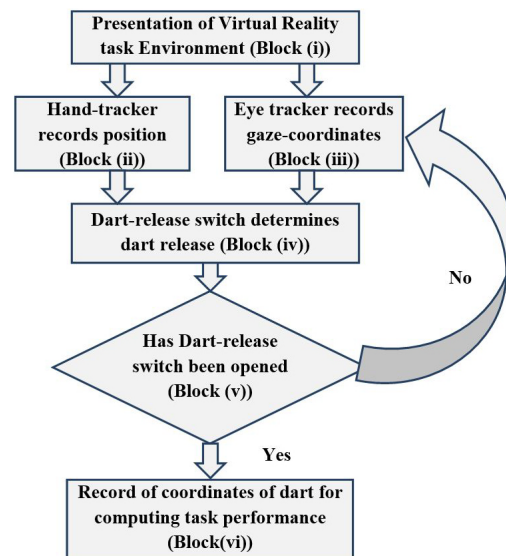 Presentation of Virtual Reality
task Environment (Block (i))
Hand-tracker
records position
(Block (ii))
Eye tracker records
gaze-coordinates
(Block (iii))
Dart-release switch determines
dart release (Block (iv))
No
Has Dart-release
switch been opened
(Block (v))
Yes
Record of coordinates of dart for
computing task performance
(Block(vi))